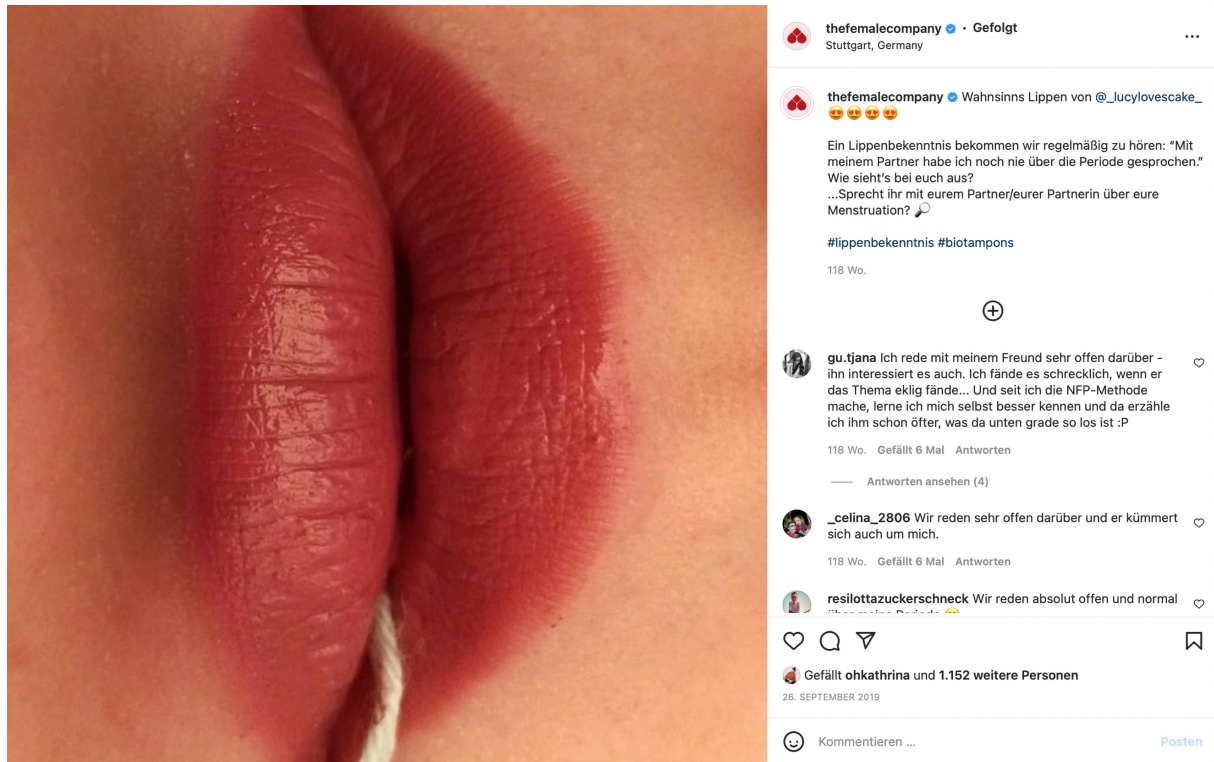 thefemalecompany • Gefolgt
Stuttgart, Germany
thefemalecompany Wahnsinns Lippen von @_lucylovescake_
😍😍😍😍
Ein Lippenbekenntnis bekommen wir regelmäßig zu hören: “Mit
meinem Partner habe ich noch nie über die Periode gesprochen.”
Wie sieht's bei euch aus?
...Sprecht ihr mit eurem Partner/eurer Partnerin über eure
Menstruation? 🔎
#lippenbekenntnis #biotampons
118 Wo.
gu.tjana Ich rede mit meinem Freund sehr offen darüber -
ihn interessiert es auch. Ich fände es schrecklich, wenn er
das Thema eklig fände... Und seit ich die NFP-Methode
mache, lerne ich mich selbst besser kennen und da erzähle
ich ihm schon öfter, was da unten grade so los ist :P
118 Wo. Gefällt 6 Mal Antworten
Antworten ansehen (4)
_celina_2806 Wir reden sehr offen darüber und er kümmert
sich auch um mich.
118 Wo. Gefällt 6 Mal Antworten
resilottazuckerschneck Wir reden absolut offen und normal
über meine Periode
Gefällt ohkathrina und 1.152 weitere Personen
26. SEPTEMBER 2019
Kommentieren ...
Posten